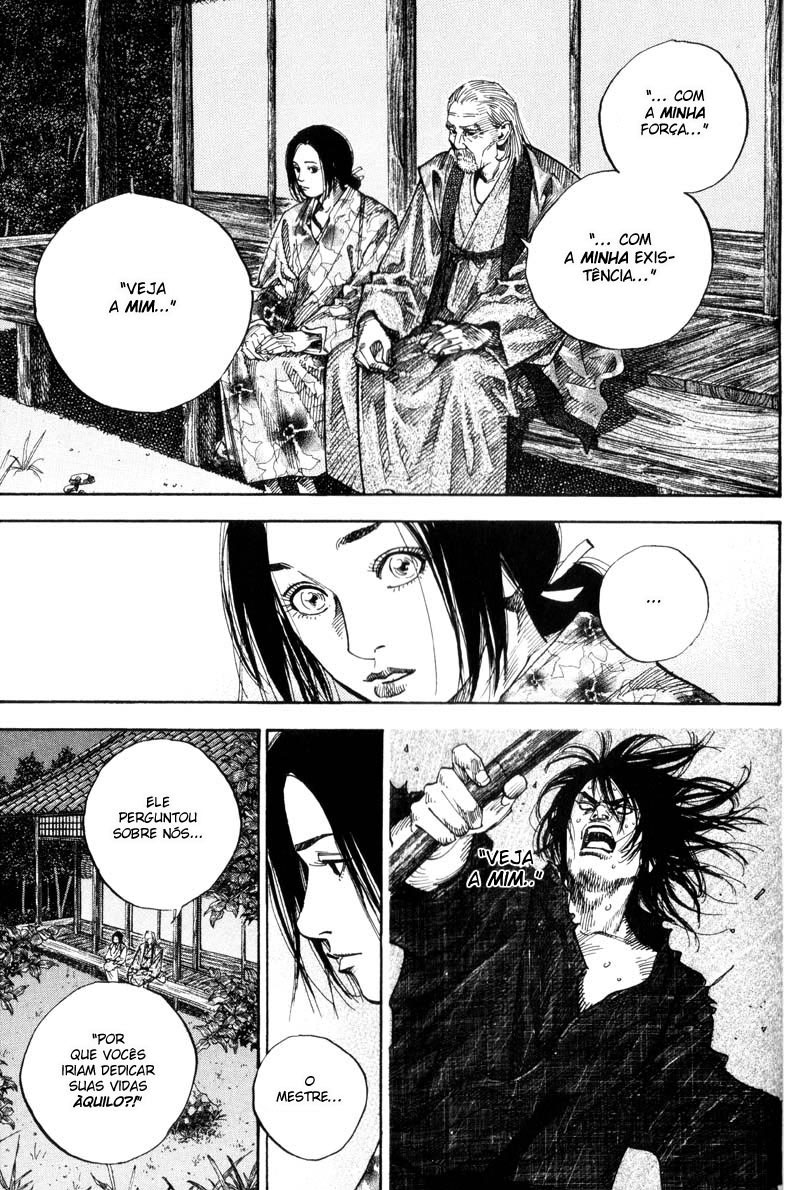 "... COM
A MINHA
FORÇA..."
"... COM
A MINHA EXIS-
TÊNCIA..."
"VEJA
A MIM..."
...
"VEJA
A MIM.."
O
MESTRE...
ELE
PERGUNTOU
SOBRE NÓS...
"POR
QUE VOCÊS
IRIAM DEDICAR
SUAS VIDAS
ÀQUILO?!"